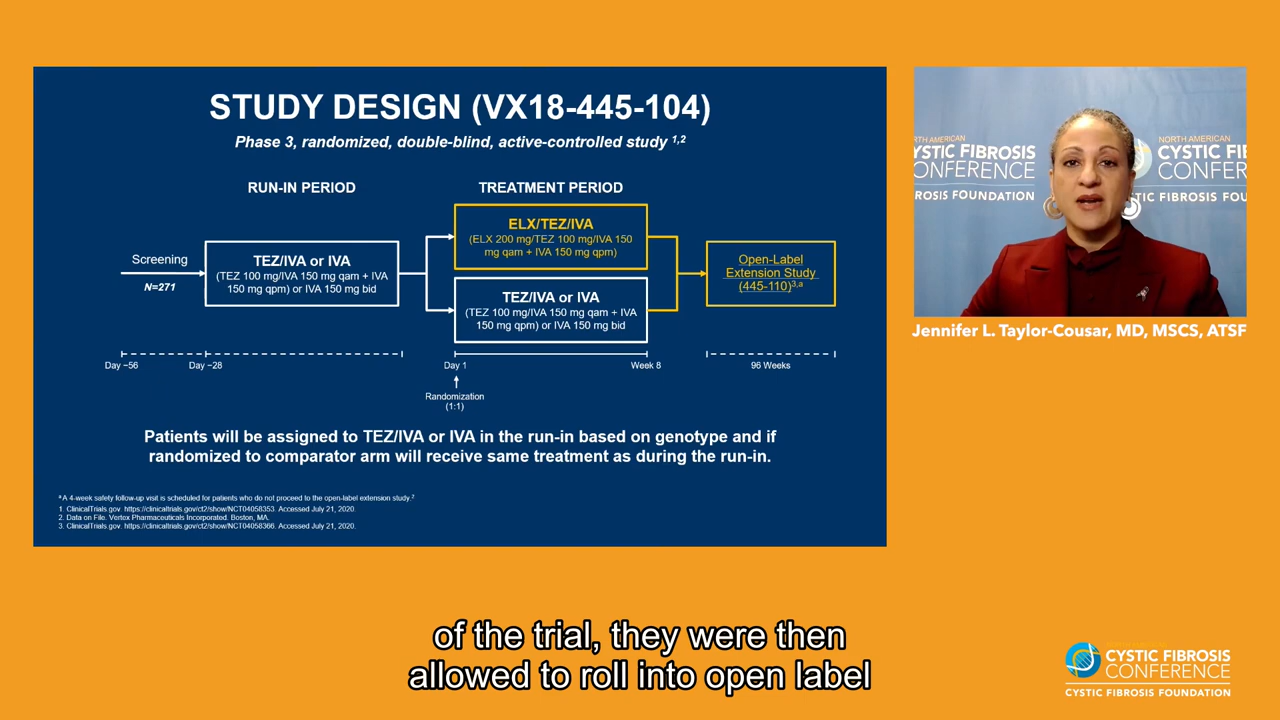 STUDY DESIGN (VX18-445-104)
Phase 3, randomized, double-blind, active-controlled study 1,2
RUN-IN PERIOD
TREATMENT PERIOD
Screening
N=271
TEZ/IVA or IVA
(TEZ 100 mg/IVA 150 mg qam + IVA
150 mg qpm) or IVA 150 mg bid
ELX/TEZ/IVA
(ELX 200 mg/TEZ 100 mg/IVA 150
mg qam + IVA 150 mg qpm)
TEZ/IVA or IVA
(TEZ 100 mg/IVA 150 mg qam + IVA
150 mg qpm) or IVA 150 mg bid
Open-Label
Extension Study
(445-110)3,a
Day −56
Day −28
Day 1
Week 8
96 Weeks
Randomization
(1:1)
Patients will be assigned to TEZ/IVA or IVA in the run-in based on genotype and if
randomized to comparator arm will receive same treatment as during the run-in.
a A 4-week safety follow-up visit is scheduled for patients who do not proceed to the open-label extension study.2
1. ClinicalTrials.gov. https://clinicaltrials.gov/ct2/show/NCT04058353. Accessed July 21, 2020.
2. Data on File. Vertex Pharmaceuticals Incorporated. Boston, MA.
3. ClinicalTrials.gov. https://clinicaltrials.gov/ct2/show/NCT04058366. Accessed July 21, 2020.
NORTH AMERICAN
YSTIC FIBROSIS
ONFERENCE
ROSIS FOUNDATION
NORTH AMERICAN
CYSTIC FI
CONFERE
TIC FIBROSIS FOUN
Jennifer L. Taylor-Cousar, MD, MSCS, ATSF
of the trial, they were then
allowed to roll into open label
CYSTIC FIBROSIS
CONFERENCE
CYSTIC FIBROSIS FOUNDATION